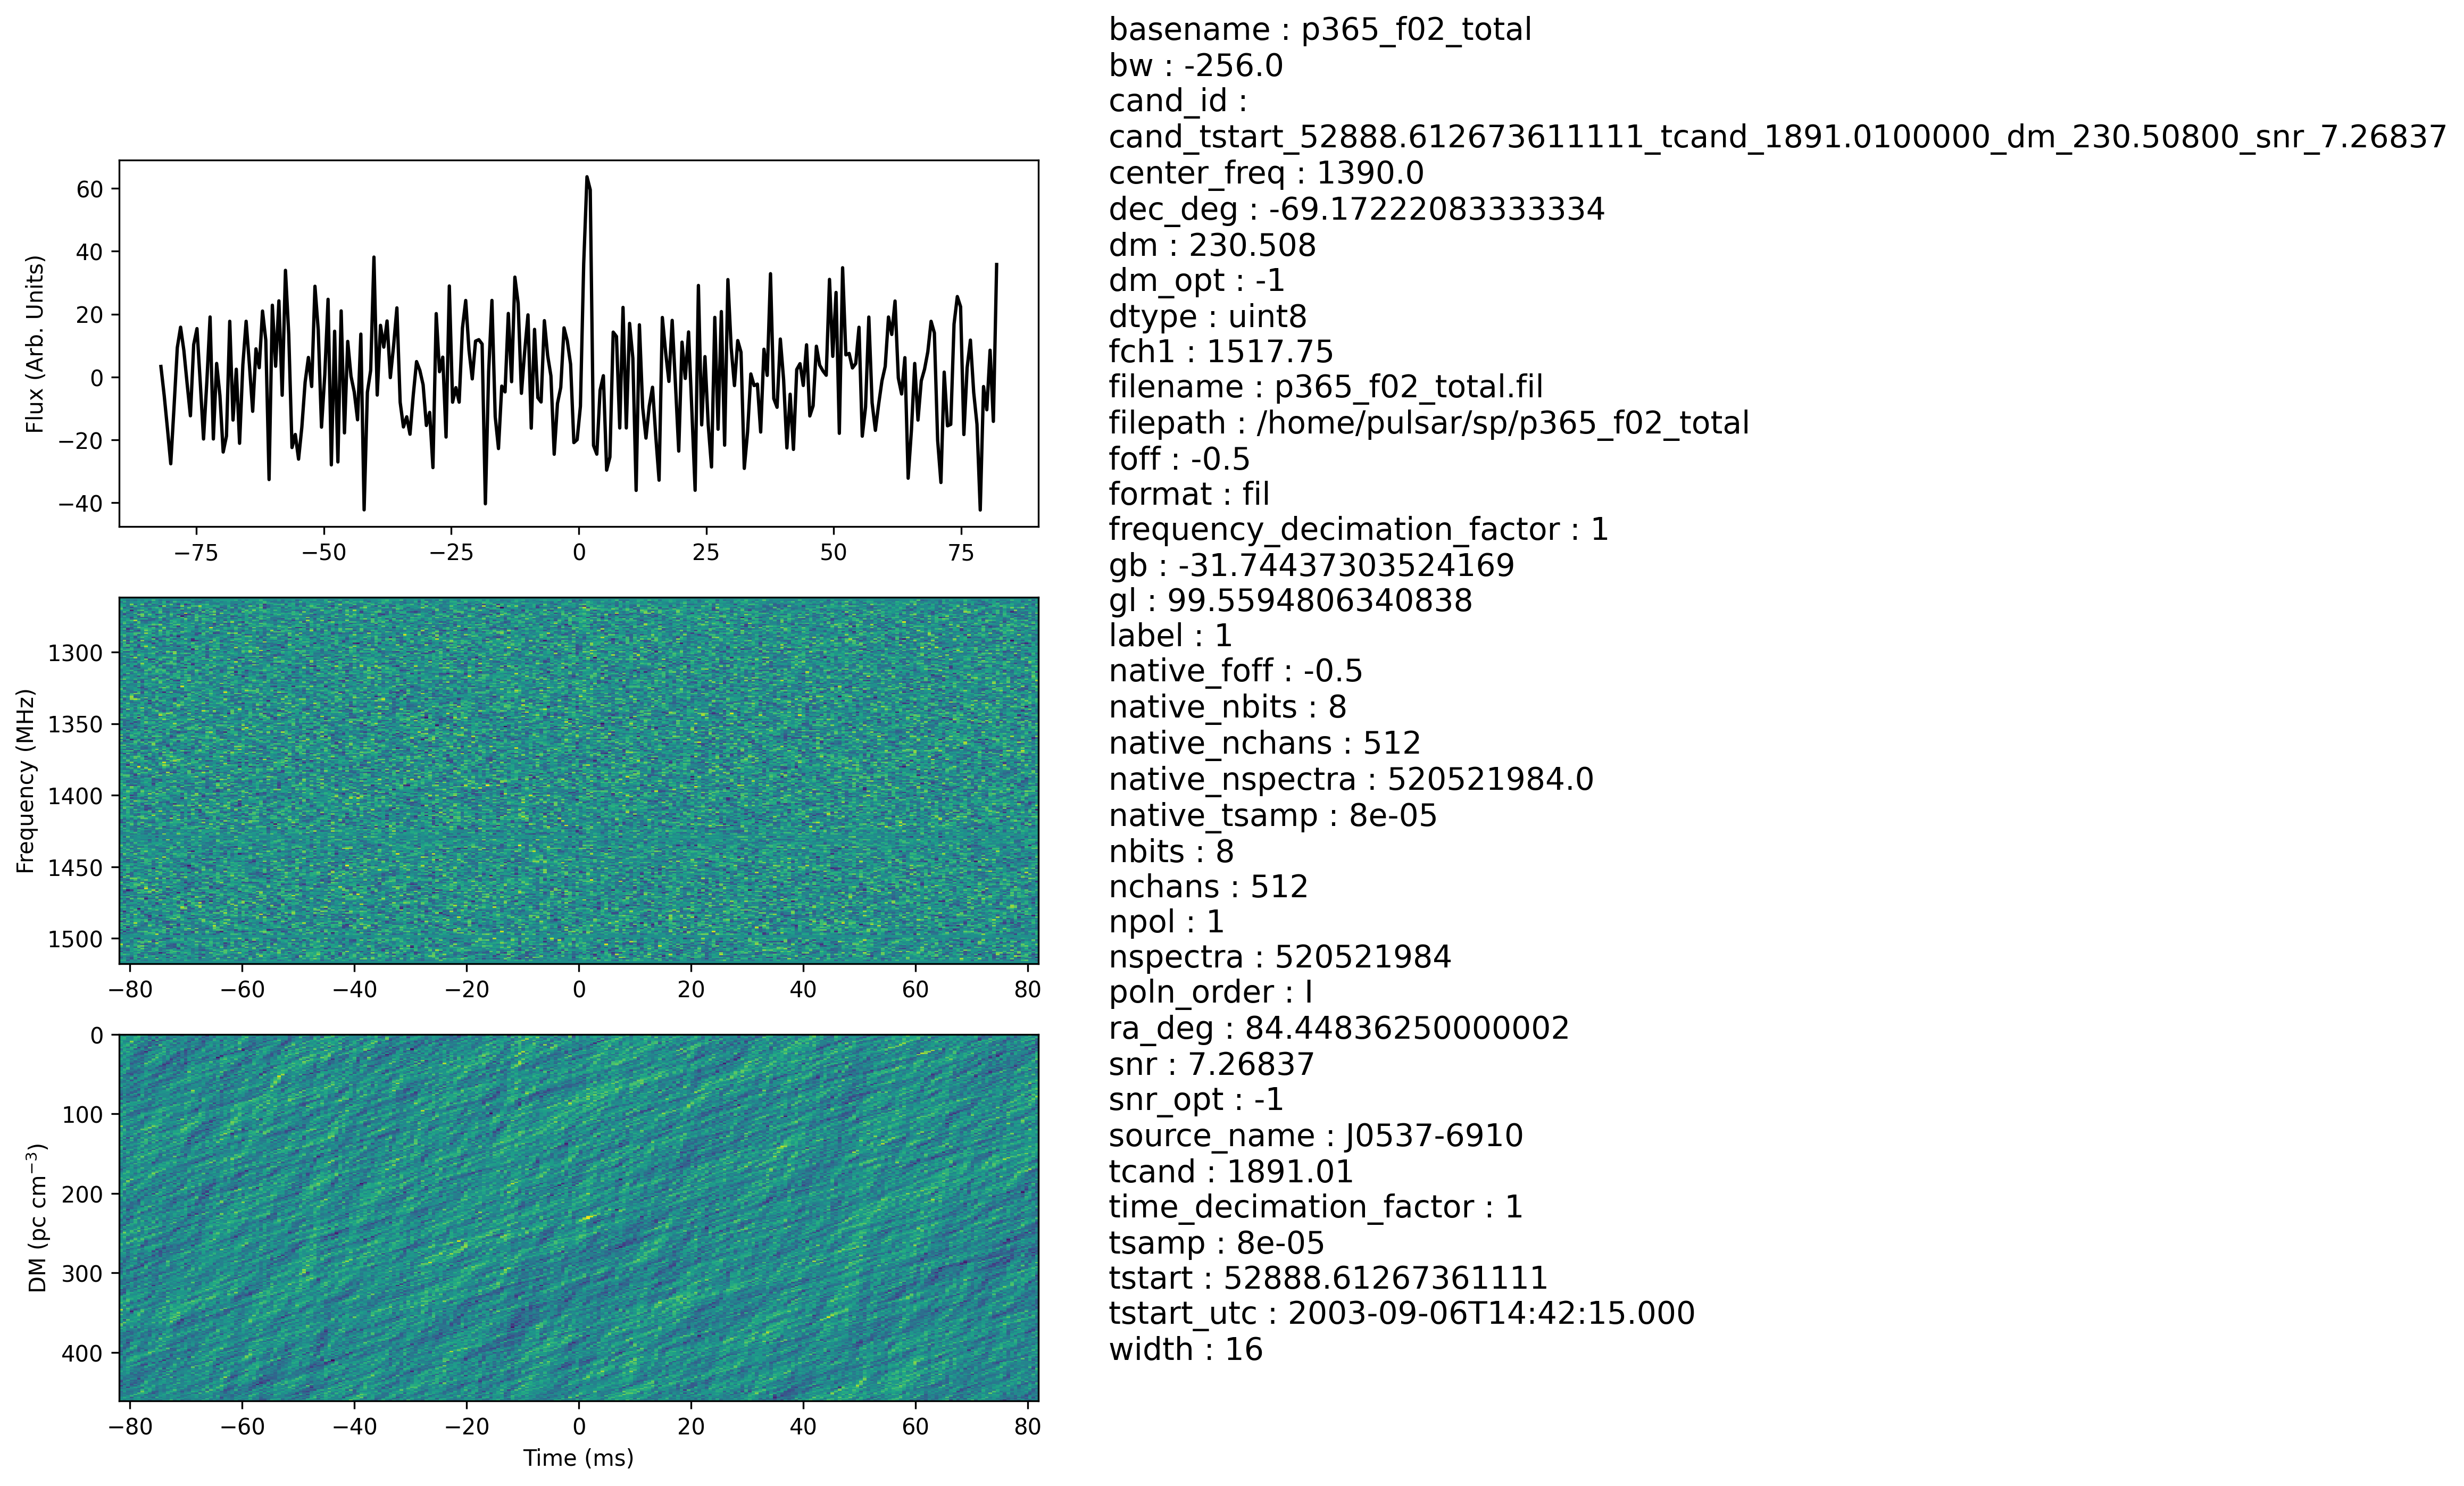 basename : p365_f02_total
bw : -256.0
cand_id :
cand_tstart_52888.612673611111_tcand_1891.0100000_dm_230.50800_snr_7.26837
center_freq : 1390.0
dec_deg : -69.17222083333334
dm : 230.508
dm_opt : -1
dtype : uint8
fch1 : 1517.75
filename : p365_f02_total.fil
filepath : /home/pulsar/sp/p365_f02_total
foff : -0.5
format : fil
frequency_decimation_factor : 1
gb : -31.74437303524169
gl : 99.5594806340838
label : 1
native_foff : -0.5
native_nbits : 8
native_nchans : 512
native_nspectra : 520521984.0
native_tsamp : 8e-05
nbits : 8
nchans : 512
npol : 1
nspectra : 520521984
poln_order : I
ra_deg : 84.44836250000002
snr : 7.26837
snr_opt : -1
source_name : J0537-6910
tcand : 1891.01
time_decimation_factor : 1
tsamp : 8e-05
tstart : 52888.61267361111
tstart_utc : 2003-09-06T14:42:15.000
width : 16
Flux (Arb. Units)
60
40
20
0
−20
−40
−75 −50 −25 0 25 50 75
Frequency (MHz)
1300
1350
1400
1450
1500
−80 −60 −40 −20 0 20 40 60 80
DM (pc cm⁻³)
0
100
200
300
400
−80 −60 −40 −20 0 20 40 60 80
Time (ms)